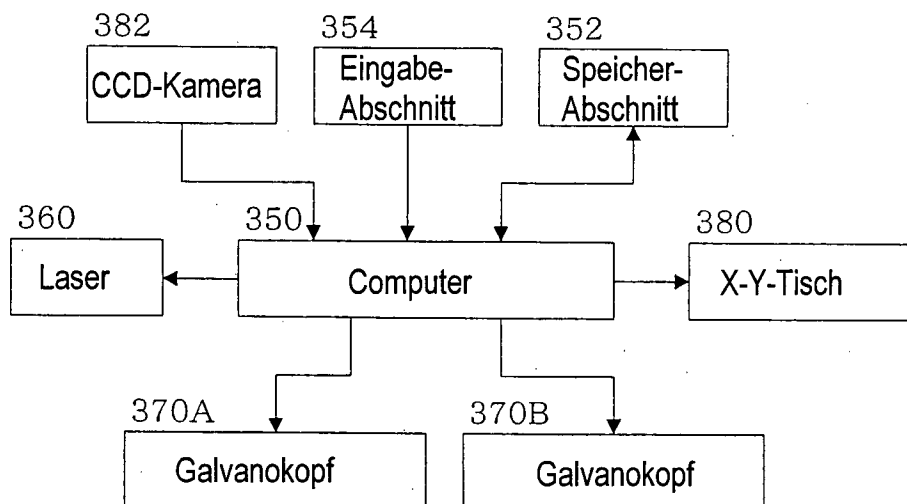 382
354
352
CCD-Kamera
Eingabe-
Abschnitt
Speicher-
Abschnitt
360
350
380
Laser
Computer
X-Y-Tisch
370A
370B
Galvanokopf
Galvanokopf